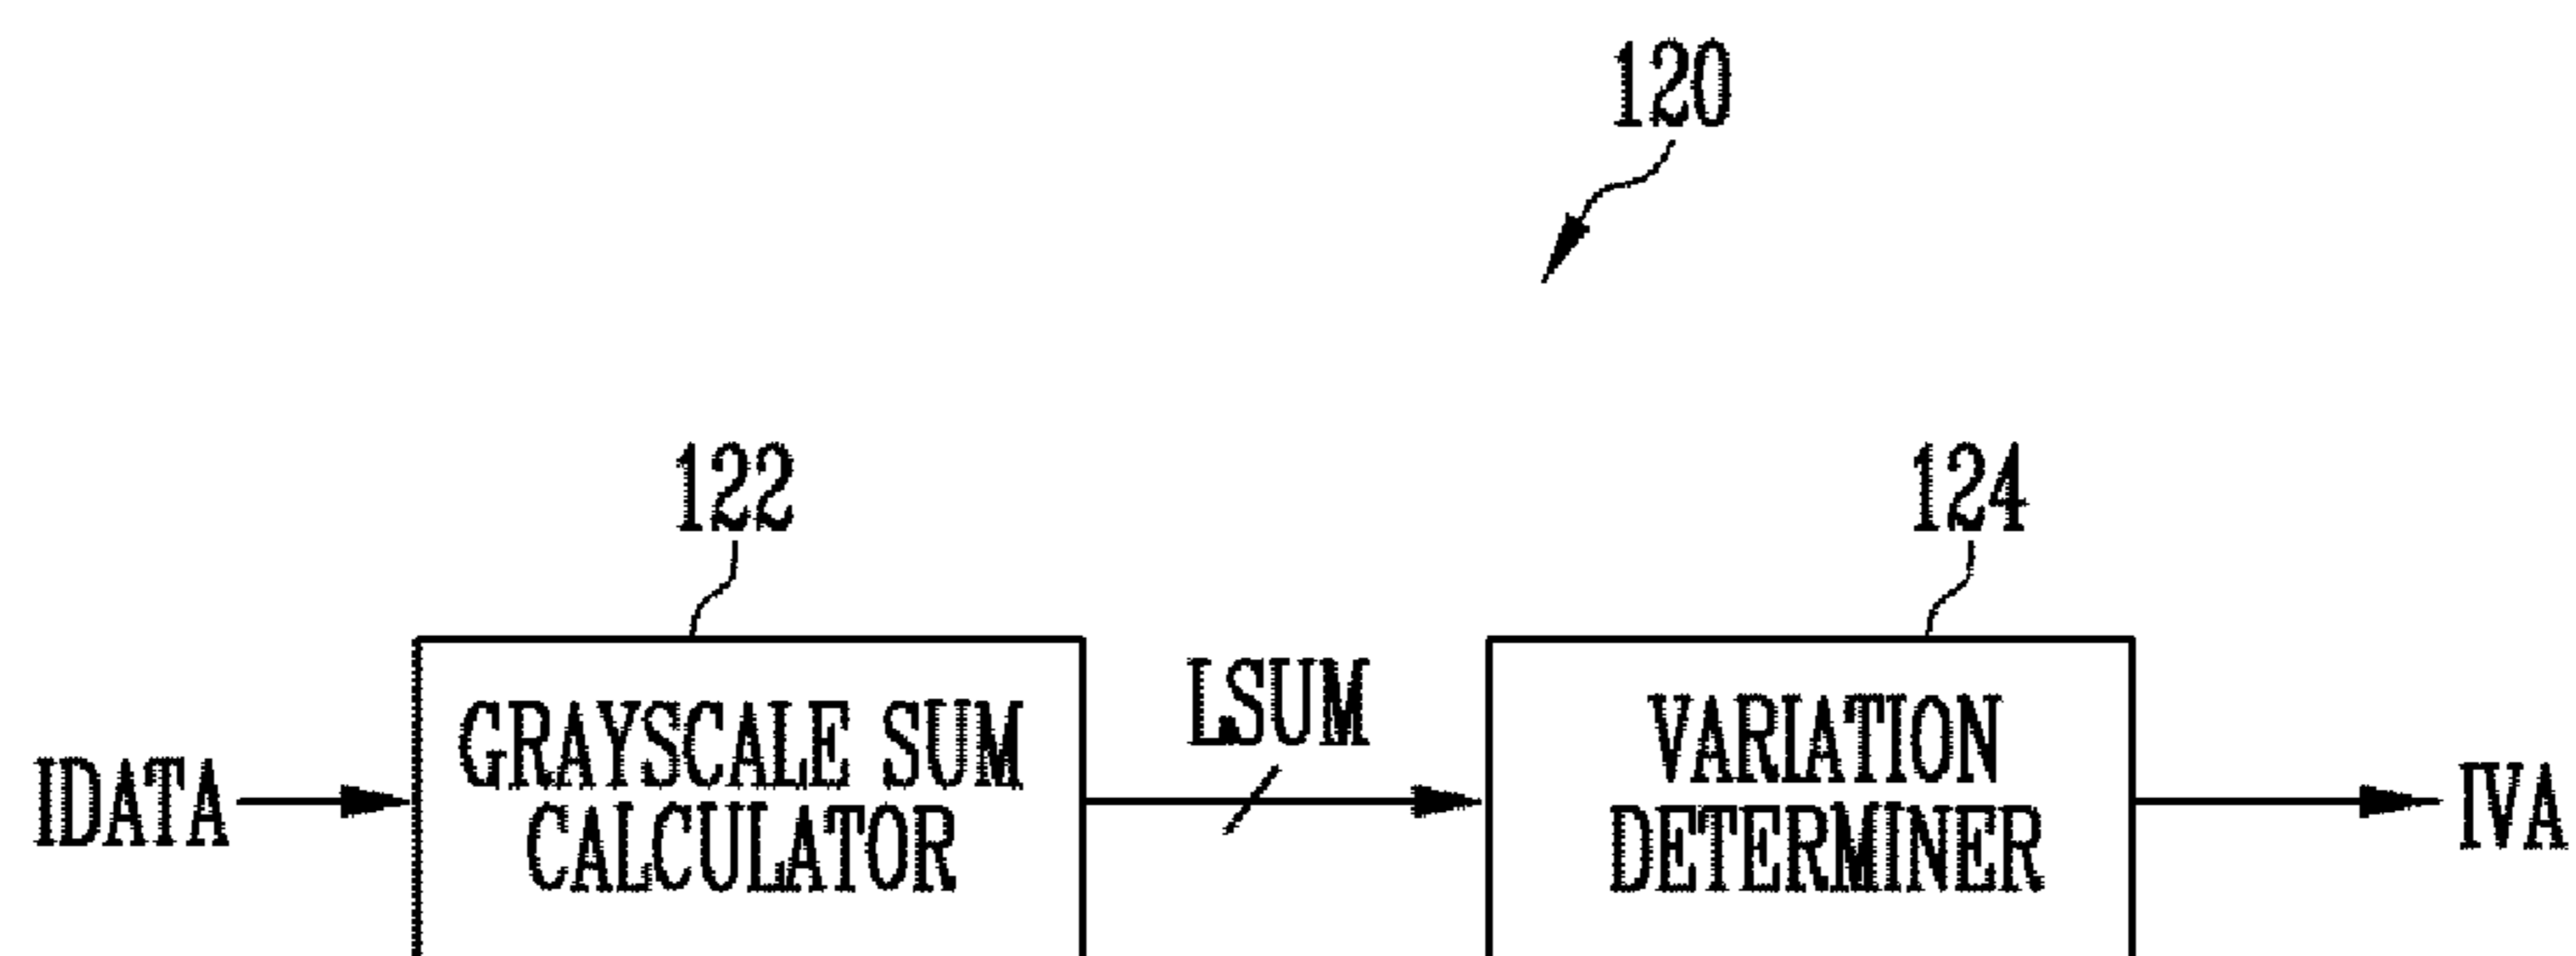 120
122
124
IDATA
GRAYSCALE SUM
CALCULATOR
LSUM
VARIATION
DETERMINER
IVA